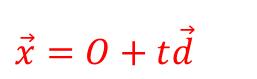 x⃗ = O + td⃗